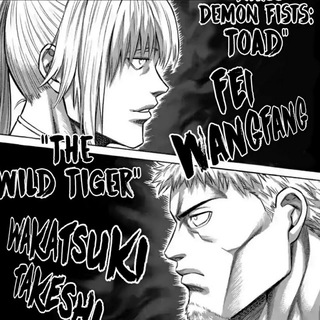 DEMON FISTS:
TOAD"
FEI
WANGFANG
"THE
WILD TIGER"
WAKATSUKI
TAKESHI